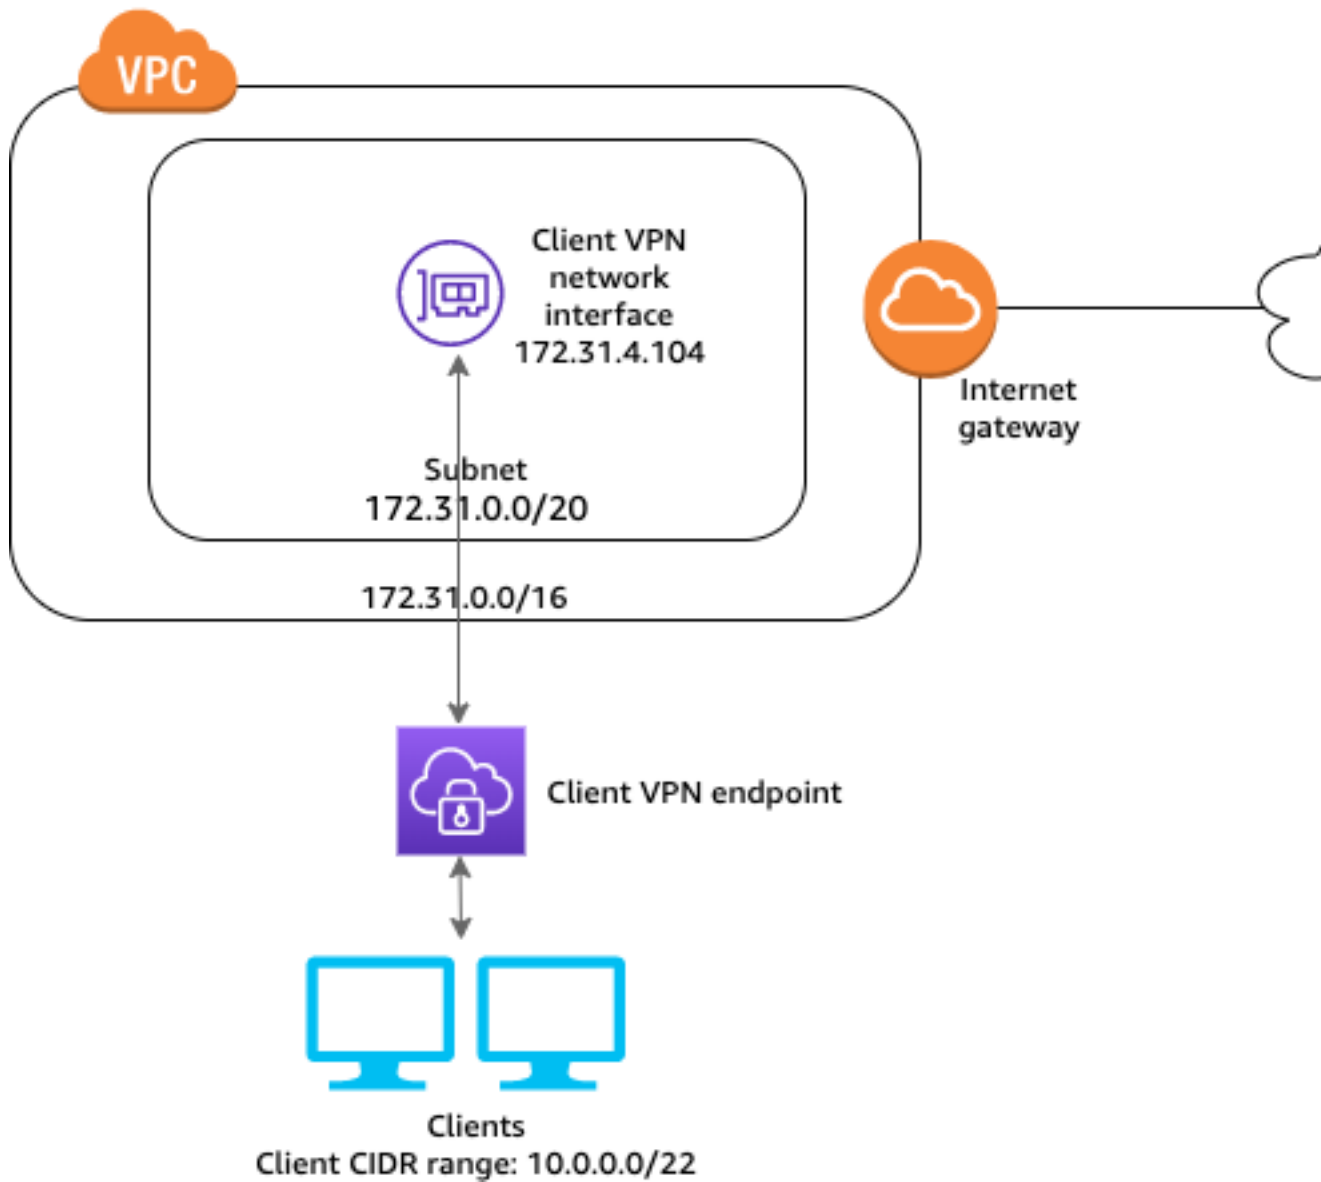 VPC
Client VPN
network
interface
172.31.4.104
Internet
gateway
Subnet
172.31.0.0/20
172.31.0.0/16
Client VPN endpoint
Clients
Client CIDR range: 10.0.0.0/22